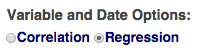 Variable and Date Options:
Correlation Regression